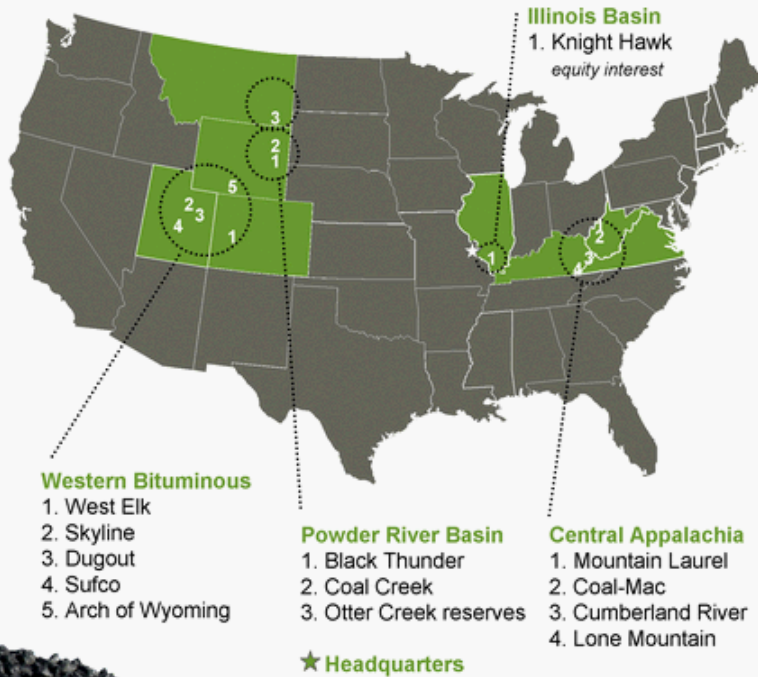 Illinois Basin
1. Knight Hawk
equity interest
3
2
1
5
2
3
4
1
1
1
2
3
4
Western Bituminous
1. West Elk
2. Skyline
3. Dugout
4. Sufco
5. Arch of Wyoming
Powder River Basin
1. Black Thunder
2. Coal Creek
3. Otter Creek reserves
Central Appalachia
1. Mountain Laurel
2. Coal-Mac
3. Cumberland River
4. Lone Mountain
Headquarters